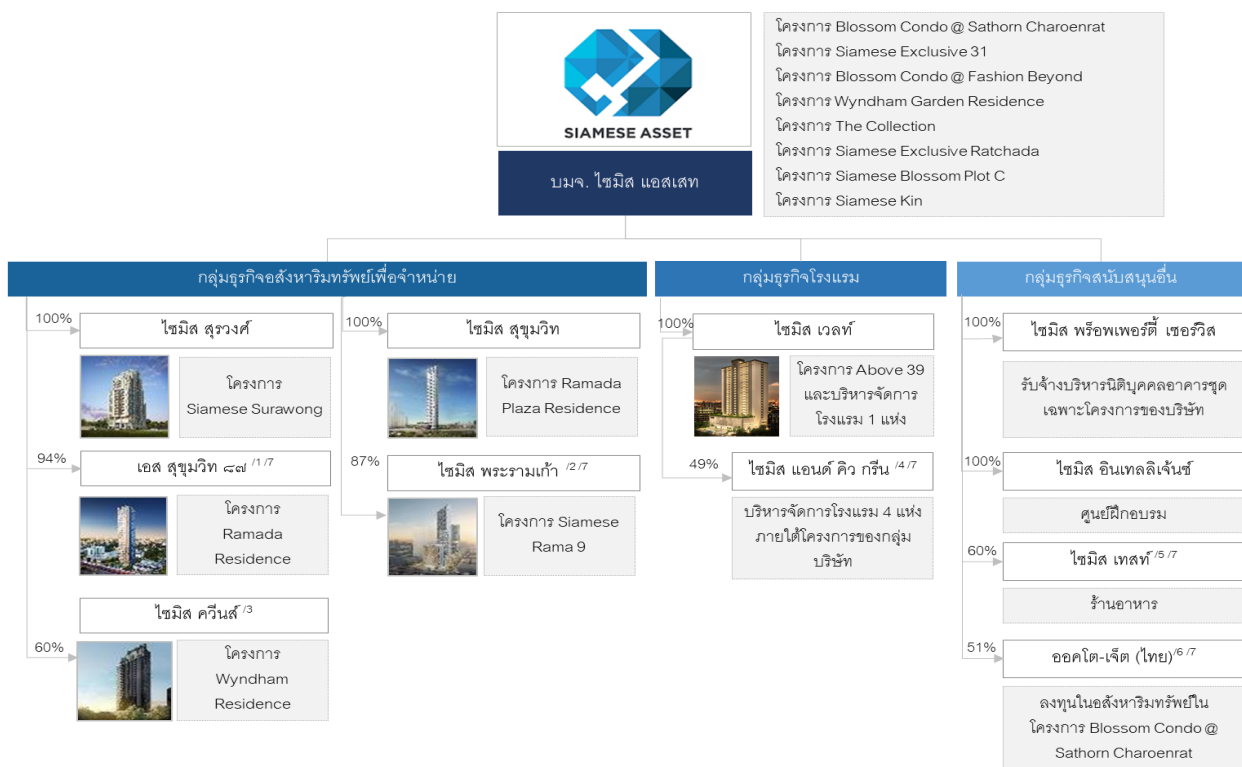 SIAMESE ASSET
บมจ. ไซมิส แอสเสท
โครงการ Blossom Condo @ Sathorn Charoenrat
โครงการ Siamese Exclusive 31
โครงการ Blossom Condo @ Fashion Beyond
โครงการ Wyndham Garden Residence
โครงการ The Collection
โครงการ Siamese Exclusive Ratchada
โครงการ Siamese Blossom Plot C
โครงการ Siamese Kin
กลุ่มธุรกิจอสังหาริมทรัพย์เพื่อจำหน่าย
100%
ไซมิส สุรวงศ์
โครงการ
Siamese Surawong
94%
เอส สุขุมวิท ๘๗ /1 /7
โครงการ
Ramada
Residence
60%
ไซมิส ควีนส์ /3
โครงการ
Wyndham
Residence
100%
ไซมิส สุขุมวิท
โครงการ Ramada
Plaza Residence
87%
ไซมิส พระรามเก้า /2 /7
โครงการ Siamese
Rama 9
กลุ่มธุรกิจโรงแรม
100%
ไซมิส เวลท์
โครงการ Above 39
และบริหารจัดการ
โรงแรม 1 แห่ง
49%
ไซมิส แอนด์ คิว กรีน /4 /7
บริหารจัดการโรงแรม 4 แห่ง
ภายใต้โครงการของกลุ่ม
บริษัท
กลุ่มธุรกิจสนับสนุนอื่น
100%
ไซมิส พร็อพเพอร์ตี้ เซอร์วิส
รับจ้างบริหารนิติบุคคลอาคารชุด
เฉพาะโครงการของบริษัท
100%
ไซมิส อินเทลลิเจ้นซ์
ศูนย์ฝึกอบรม
60%
ไซมิส เทสท์ /5 /7
ร้านอาหาร
51%
ออคโต-เจ็ต (ไทย) /6 /7
ลงทุนในอสังหาริมทรัพย์ใน
โครงการ Blossom Condo @
Sathorn Charoenrat